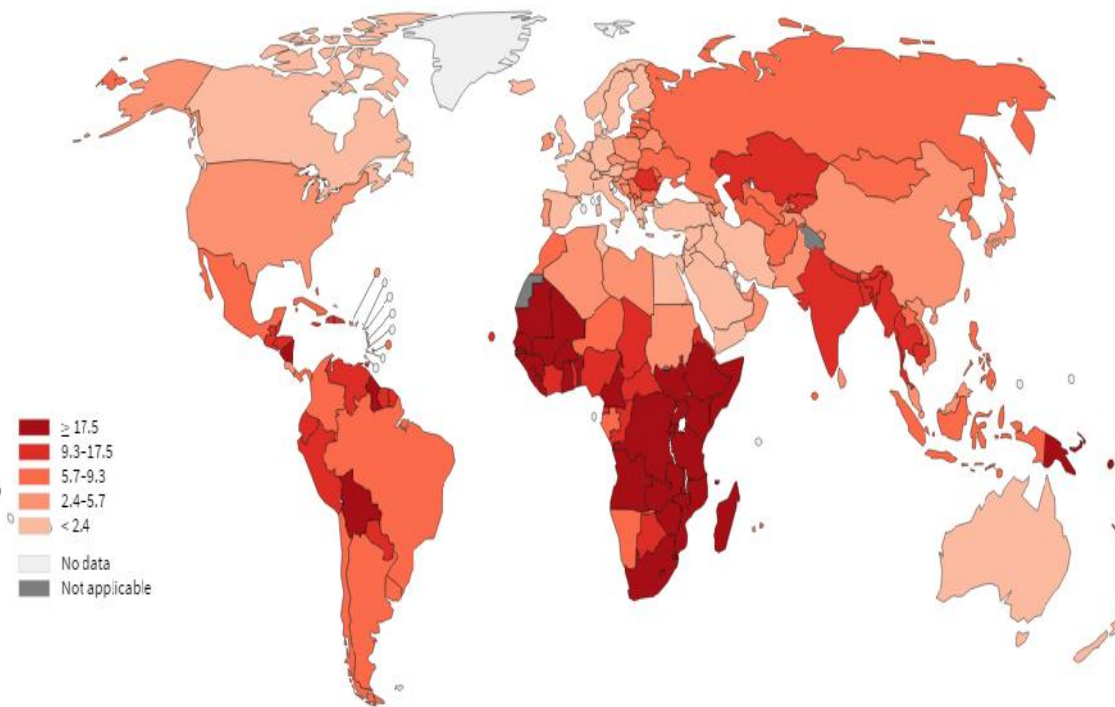 ≥ 17.5
9.3–17.5
5.7–9.3
2.4–5.7
< 2.4
No data
Not applicable